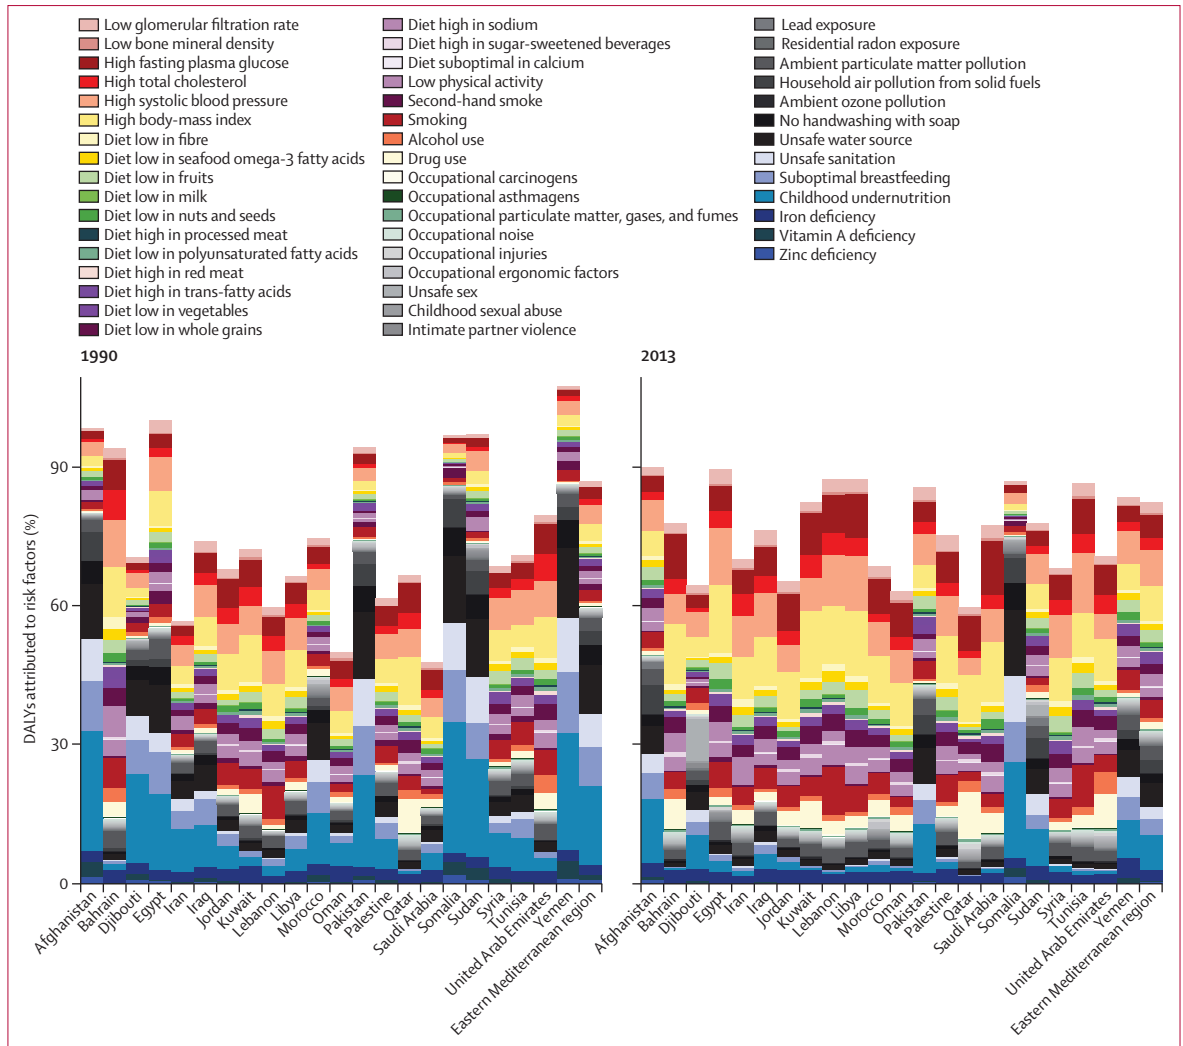 Low glomerular filtration rate
Low bone mineral density
High fasting plasma glucose
High total cholesterol
High systolic blood pressure
High body-mass index
Diet low in fibre
Diet low in seafood omega-3 fatty acids
Diet low in fruits
Diet low in milk
Diet low in nuts and seeds
Diet high in processed meat
Diet low in polyunsaturated fatty acids
Diet high in red meat
Diet high in trans-fatty acids
Diet low in vegetables
Diet low in whole grains
Diet high in sodium
Diet high in sugar-sweetened beverages
Diet suboptimal in calcium
Low physical activity
Second-hand smoke
Smoking
Alcohol use
Drug use
Occupational carcinogens
Occupational asthmagens
Occupational particulate matter, gases, and fumes
Occupational noise
Occupational injuries
Occupational ergonomic factors
Unsafe sex
Childhood sexual abuse
Intimate partner violence
Lead exposure
Residential radon exposure
Ambient particulate matter pollution
Household air pollution from solid fuels
Ambient ozone pollution
No handwashing with soap
Unsafe water source
Unsafe sanitation
Suboptimal breastfeeding
Childhood undernutrition
Iron deficiency
Vitamin A deficiency
Zinc deficiency
1990
DALYs attributed to risk factors (%)
90
60
30
0
Afghanistan
Bahrain
Djibouti
Egypt
Iran
Iraq
Jordan
Kuwait
Lebanon
Libya
Morocco
Oman
Pakistan
Palestine
Qatar
Saudi Arabia
Somalia
Sudan
Syria
Tunisia
United Arab Emirates
Yemen
Eastern Mediterranean region
2013
Afghanistan
Bahrain
Djibouti
Egypt
Iran
Iraq
Jordan
Kuwait
Lebanon
Libya
Morocco
Oman
Pakistan
Palestine
Qatar
Saudi Arabia
Somalia
Sudan
Syria
Tunisia
United Arab Emirates
Yemen
Eastern Mediterranean region